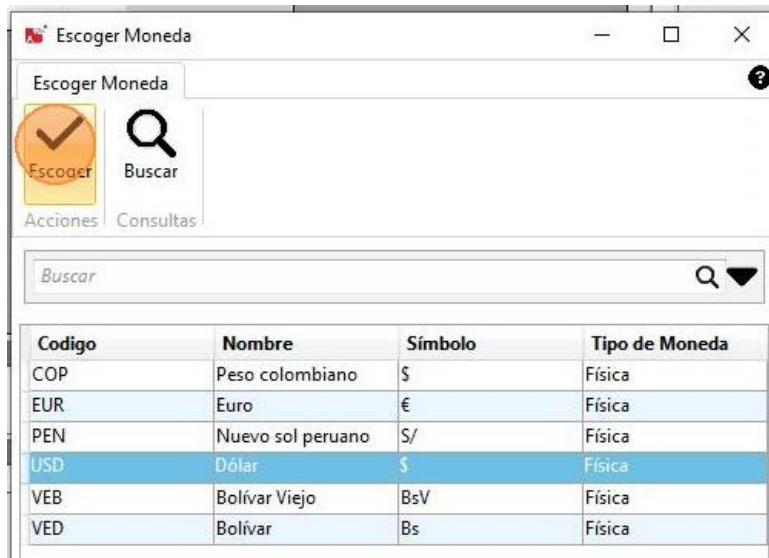 Escoger Moneda
Escoger Moneda
?
Escoger
Buscar
Acciones
Consultas
Buscar
Codigo Nombre Símbolo Tipo de Moneda
COP Peso colombiano $ Física
EUR Euro € Física
PEN Nuevo sol peruano S/ Física
USD Dólar $ Física
VEB Bolívar Viejo BsV Física
VED Bolívar Bs Física